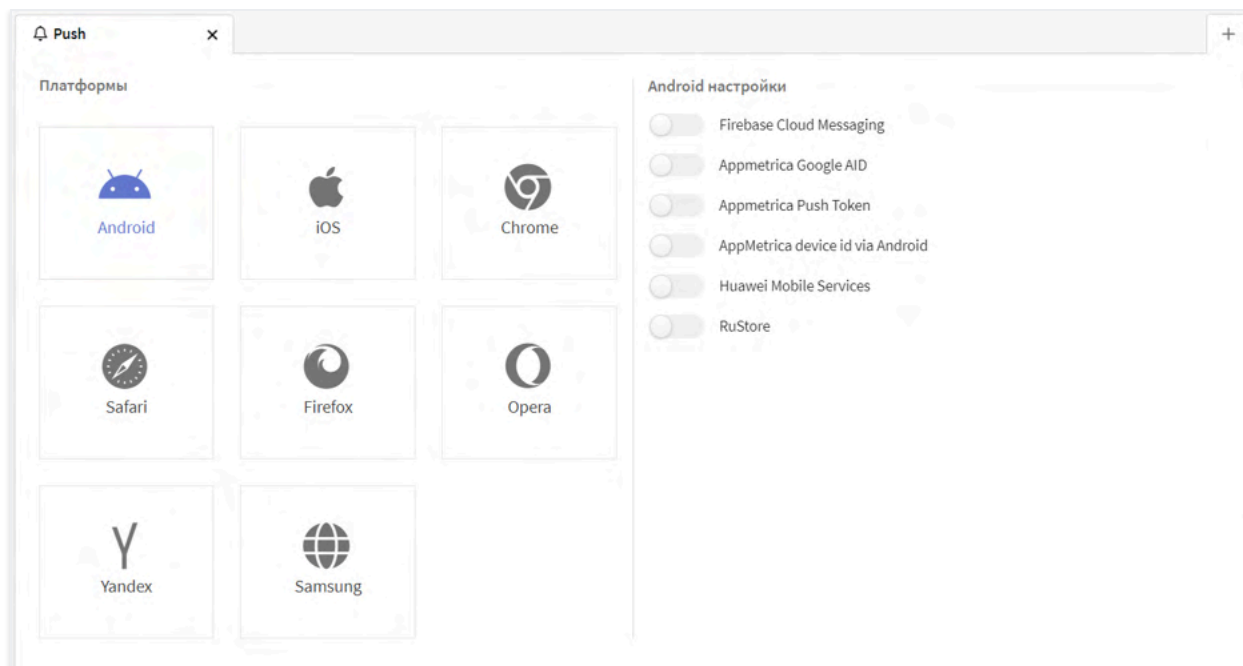 Push
Платформы
Android
iOS
Chrome
Safari
Firefox
Opera
Yandex
Samsung
Android настройки
Firebase Cloud Messaging
Appmetrica Google AID
Appmetrica Push Token
AppMetrica device id via Android
Huawei Mobile Services
RuStore